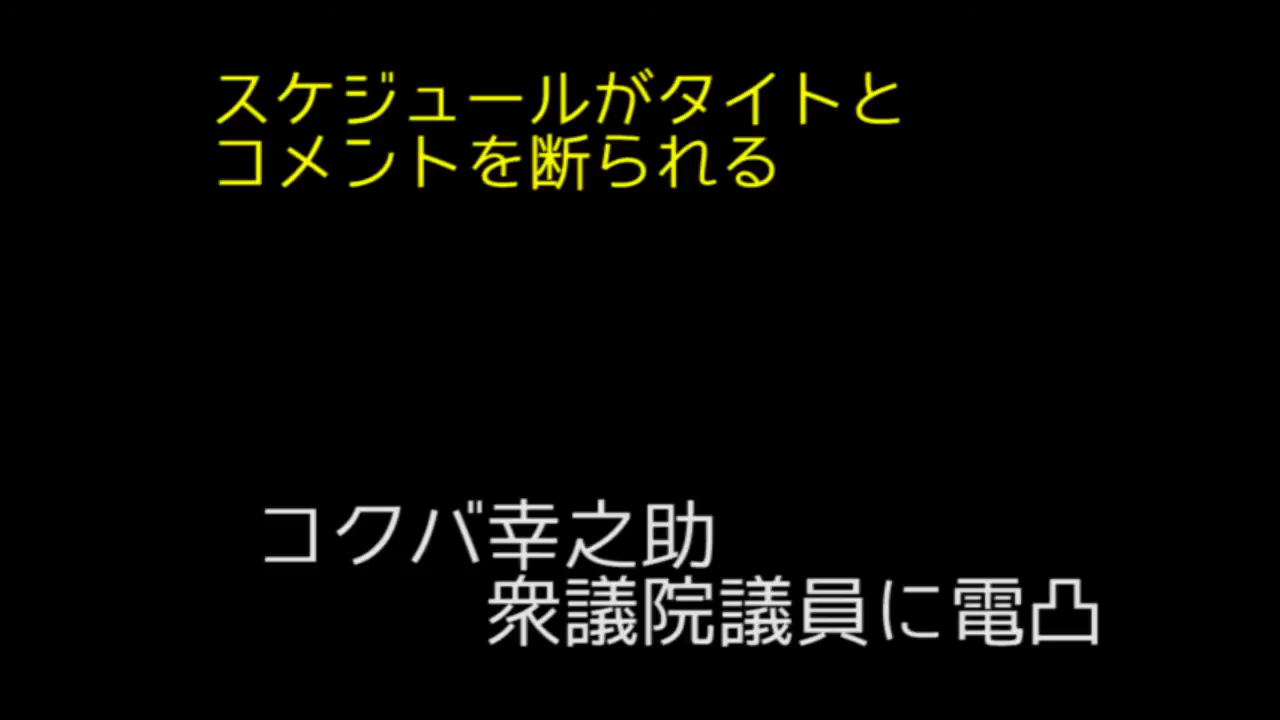 スケジュールがタイトと
コメントを断られる
コクバ幸之助
衆議院議員に電凸